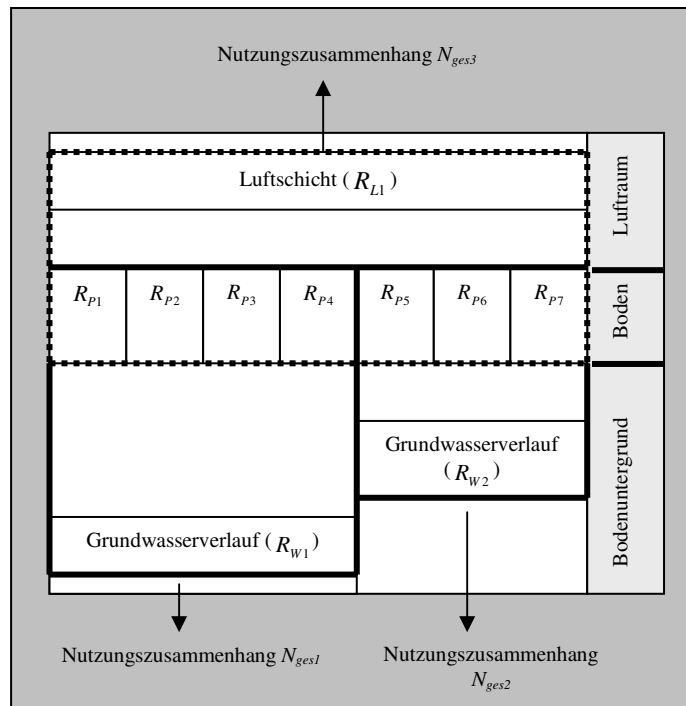 Nutzungszusammenhang N_ges3
Luftschicht ( R_L1 )
Luftraum
R_P1 R_P2 R_P3 R_P4 R_P5 R_P6 R_P7
Boden
Grundwasserverlauf
( R_W2 )
Grundwasserverlauf ( R_W1 )
Bodenuntergrund
Nutzungszusammenhang N_ges1
Nutzungszusammenhang
N_ges2